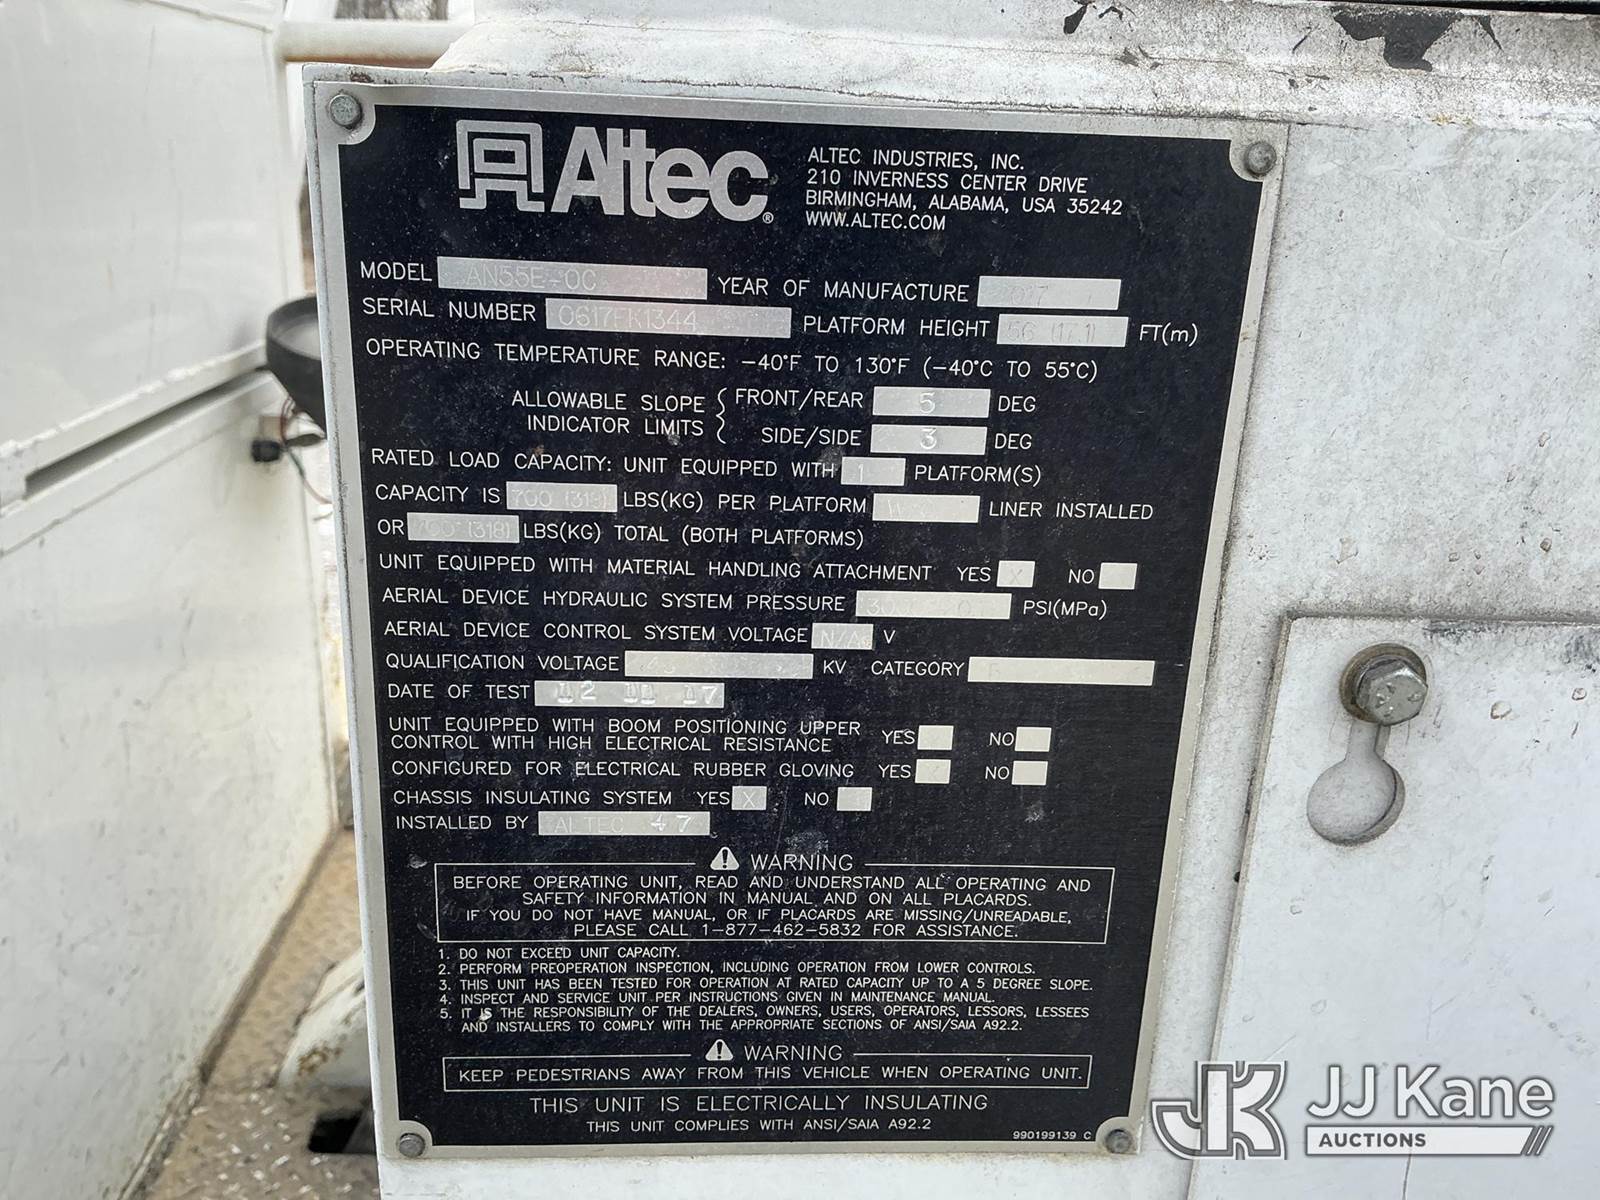 Altec®
ALTEC INDUSTRIES, INC.
210 INVERNESS CENTER DRIVE
BIRMINGHAM, ALABAMA, USA 35242
WWW.ALTEC.COM
MODEL AN55E-OC YEAR OF MANUFACTURE
SERIAL NUMBER 0617FK1344 PLATFORM HEIGHT 56 (17.1) FT(m)
OPERATING TEMPERATURE RANGE: -40°F TO 130°F (-40°C TO 55°C)
ALLOWABLE SLOPE INDICATOR LIMITS
FRONT/REAR 5 DEG
SIDE/SIDE 3 DEG
RATED LOAD CAPACITY: UNIT EQUIPPED WITH 1 PLATFORM(S)
CAPACITY IS 700 (318) LBS(KG) PER PLATFORM LINER INSTALLED
OR 700 (318) LBS(KG) TOTAL (BOTH PLATFORMS)
UNIT EQUIPPED WITH MATERIAL HANDLING ATTACHMENT YES X NO
AERIAL DEVICE HYDRAULIC SYSTEM PRESSURE PSI(MPa)
AERIAL DEVICE CONTROL SYSTEM VOLTAGE N/A V
QUALIFICATION VOLTAGE KV CATEGORY
DATE OF TEST 12 11 17
UNIT EQUIPPED WITH BOOM POSITIONING UPPER
CONTROL WITH HIGH ELECTRICAL RESISTANCE YES NO
CONFIGURED FOR ELECTRICAL RUBBER GLOVING YES NO
CHASSIS INSULATING SYSTEM YES X NO
INSTALLED BY ALTEC 47
WARNING
BEFORE OPERATING UNIT, READ AND UNDERSTAND ALL OPERATING AND
SAFETY INFORMATION IN MANUAL AND ON ALL PLACARDS.
IF YOU DO NOT HAVE MANUAL, OR IF PLACARDS ARE MISSING/UNREADABLE,
PLEASE CALL 1-877-462-5832 FOR ASSISTANCE.
1. DO NOT EXCEED UNIT CAPACITY.
2. PERFORM PREOPERATION INSPECTION, INCLUDING OPERATION FROM LOWER CONTROLS.
3. THIS UNIT HAS BEEN TESTED FOR OPERATION AT RATED CAPACITY UP TO A 5 DEGREE SLOPE.
4. INSPECT AND SERVICE UNIT PER INSTRUCTIONS GIVEN IN MAINTENANCE MANUAL.
5. IT IS THE RESPONSIBILITY OF THE DEALERS, OWNERS, USERS, OPERATORS, LESSORS, LESSEES
AND INSTALLERS TO COMPLY WITH THE APPROPRIATE SECTIONS OF ANSI/SAIA A92.2.
WARNING
KEEP PEDESTRIANS AWAY FROM THIS VEHICLE WHEN OPERATING UNIT.
THIS UNIT IS ELECTRICALLY INSULATING
THIS UNIT COMPLIES WITH ANSI/SAIA A92.2
990199139 C
JK JJ Kane
AUCTIONS